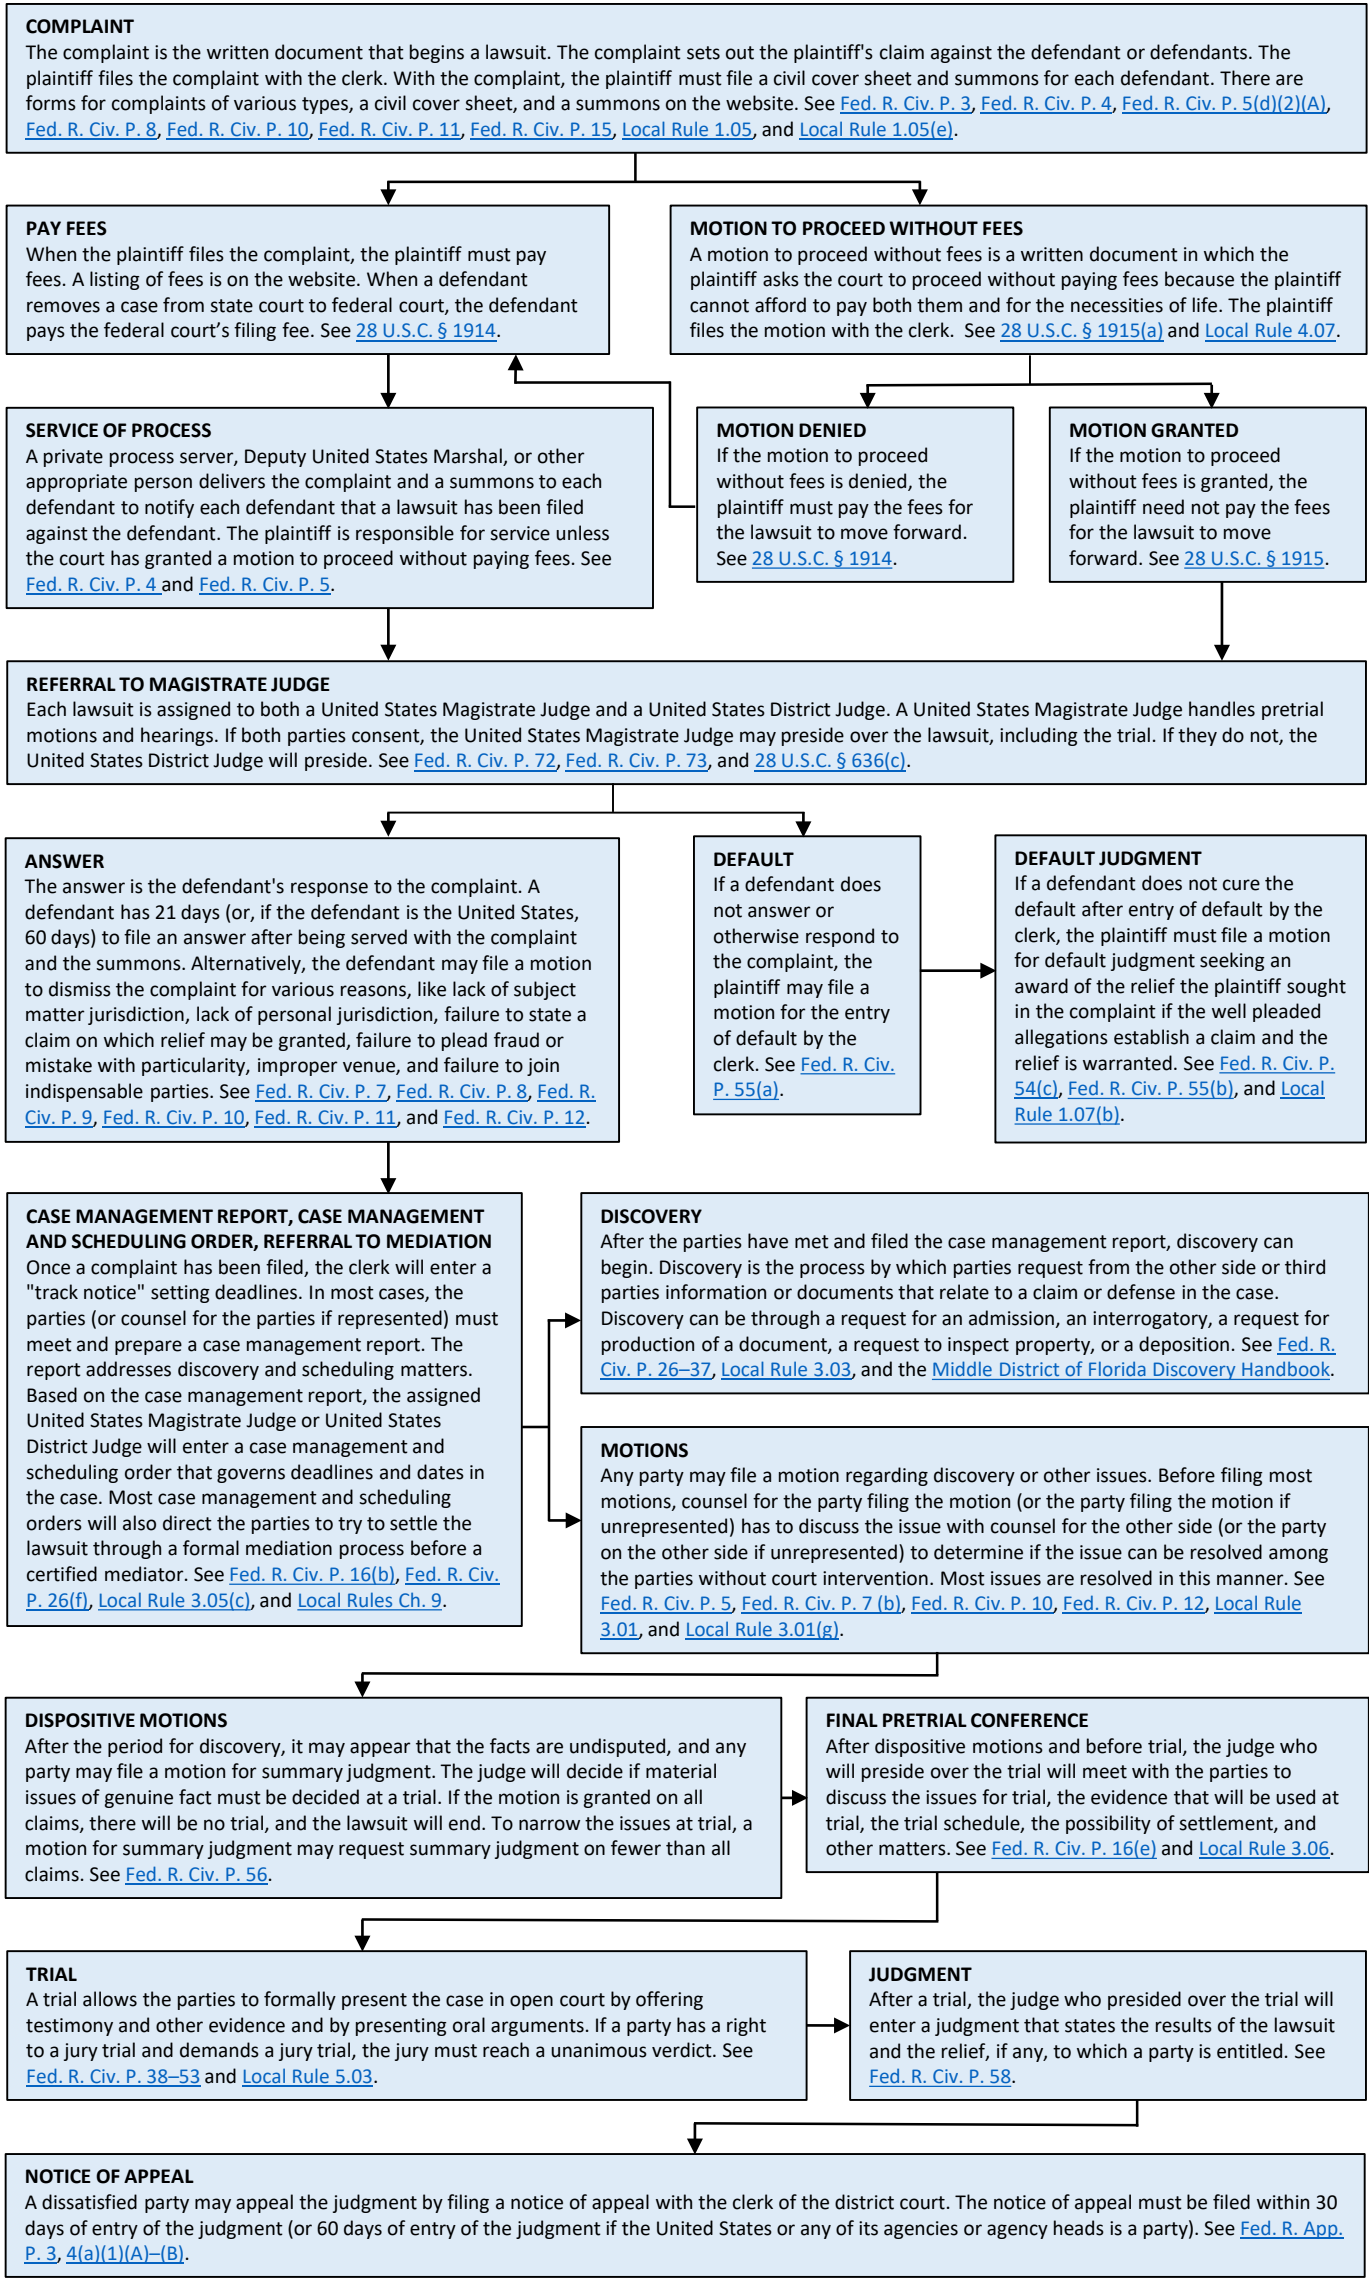 COMPLAINT
The complaint is the written document that begins a lawsuit. The complaint sets out the plaintiff's claim against the defendant or defendants. The
plaintiff files the complaint with the clerk. With the complaint, the plaintiff must file a civil cover sheet and summons for each defendant. There are
forms for complaints of various types, a civil cover sheet, and a summons on the website. See Fed. R. Civ. P. 3, Fed. R. Civ. P. 4, Fed. R. Civ. P. 5(d)(2)(A),
Fed. R. Civ. P. 8, Fed. R. Civ. P. 10, Fed. R. Civ. P. 11, Fed. R. Civ. P. 15, Local Rule 1.05, and Local Rule 1.05(e).
PAY FEES
When the plaintiff files the complaint, the plaintiff must pay
fees. A listing of fees is on the website. When a defendant
removes a case from state court to federal court, the defendant
pays the federal court’s filing fee. See 28 U.S.C. § 1914.
MOTION TO PROCEED WITHOUT FEES
A motion to proceed without fees is a written document in which the
plaintiff asks the court to proceed without paying fees because the plaintiff
cannot afford to pay both them and for the necessities of life. The plaintiff
files the motion with the clerk.  See 28 U.S.C. § 1915(a) and Local Rule 4.07.
SERVICE OF PROCESS
A private process server, Deputy United States Marshal, or other
appropriate person delivers the complaint and a summons to each
defendant to notify each defendant that a lawsuit has been filed
against the defendant. The plaintiff is responsible for service unless
the court has granted a motion to proceed without paying fees. See
Fed. R. Civ. P. 4 and Fed. R. Civ. P. 5.
MOTION DENIED
If the motion to proceed
without fees is denied, the
plaintiff must pay the fees for
the lawsuit to move forward.
See 28 U.S.C. § 1914.
MOTION GRANTED
If the motion to proceed
without fees is granted, the
plaintiff need not pay the fees
for the lawsuit to move
forward. See 28 U.S.C. § 1915.
REFERRAL TO MAGISTRATE JUDGE
Each lawsuit is assigned to both a United States Magistrate Judge and a United States District Judge. A United States Magistrate Judge handles pretrial
motions and hearings. If both parties consent, the United States Magistrate Judge may preside over the lawsuit, including the trial. If they do not, the
United States District Judge will preside. See Fed. R. Civ. P. 72, Fed. R. Civ. P. 73, and 28 U.S.C. § 636(c).
ANSWER
The answer is the defendant's response to the complaint. A
defendant has 21 days (or, if the defendant is the United States,
60 days) to file an answer after being served with the complaint
and the summons. Alternatively, the defendant may file a motion
to dismiss the complaint for various reasons, like lack of subject
matter jurisdiction, lack of personal jurisdiction, failure to state a
claim on which relief may be granted, failure to plead fraud or
mistake with particularity, improper venue, and failure to join
indispensable parties. See Fed. R. Civ. P. 7, Fed. R. Civ. P. 8, Fed. R.
Civ. P. 9, Fed. R. Civ. P. 10, Fed. R. Civ. P. 11, and Fed. R. Civ. P. 12.
DEFAULT
If a defendant does
not answer or
otherwise respond to
the complaint, the
plaintiff may file a
motion for the entry
of default by the
clerk. See Fed. R. Civ.
P. 55(a).
DEFAULT JUDGMENT
If a defendant does not cure the
default after entry of default by the
clerk, the plaintiff must file a motion
for default judgment seeking an
award of the relief the plaintiff sought
in the complaint if the well pleaded
allegations establish a claim and the
relief is warranted. See Fed. R. Civ. P.
54(c), Fed. R. Civ. P. 55(b), and Local
Rule 1.07(b).
CASE MANAGEMENT REPORT, CASE MANAGEMENT
AND SCHEDULING ORDER, REFERRAL TO MEDIATION
Once a complaint has been filed, the clerk will enter a
"track notice" setting deadlines. In most cases, the
parties (or counsel for the parties if represented) must
meet and prepare a case management report. The
report addresses discovery and scheduling matters.
Based on the case management report, the assigned
United States Magistrate Judge or United States
District Judge will enter a case management and
scheduling order that governs deadlines and dates in
the case. Most case management and scheduling
orders will also direct the parties to try to settle the
lawsuit through a formal mediation process before a
certified mediator. See Fed. R. Civ. P. 16(b), Fed. R. Civ.
P. 26(f), Local Rule 3.05(c), and Local Rules Ch. 9.
DISCOVERY
After the parties have met and filed the case management report, discovery can
begin. Discovery is the process by which parties request from the other side or third
parties information or documents that relate to a claim or defense in the case.
Discovery can be through a request for an admission, an interrogatory, a request for
production of a document, a request to inspect property, or a deposition. See Fed. R.
Civ. P. 26–37, Local Rule 3.03, and the Middle District of Florida Discovery Handbook.
MOTIONS
Any party may file a motion regarding discovery or other issues. Before filing most
motions, counsel for the party filing the motion (or the party filing the motion if
unrepresented) has to discuss the issue with counsel for the other side (or the party
on the other side if unrepresented) to determine if the issue can be resolved among
the parties without court intervention. Most issues are resolved in this manner. See
Fed. R. Civ. P. 5, Fed. R. Civ. P. 7 (b), Fed. R. Civ. P. 10, Fed. R. Civ. P. 12, Local Rule
3.01, and Local Rule 3.01(g).
DISPOSITIVE MOTIONS
After the period for discovery, it may appear that the facts are undisputed, and any
party may file a motion for summary judgment. The judge will decide if material
issues of genuine fact must be decided at a trial. If the motion is granted on all
claims, there will be no trial, and the lawsuit will end. To narrow the issues at trial, a
motion for summary judgment may request summary judgment on fewer than all
claims. See Fed. R. Civ. P. 56.
FINAL PRETRIAL CONFERENCE
After dispositive motions and before trial, the judge who
will preside over the trial will meet with the parties to
discuss the issues for trial, the evidence that will be used at
trial, the trial schedule, the possibility of settlement, and
other matters. See Fed. R. Civ. P. 16(e) and Local Rule 3.06.
TRIAL
A trial allows the parties to formally present the case in open court by offering
testimony and other evidence and by presenting oral arguments. If a party has a right
to a jury trial and demands a jury trial, the jury must reach a unanimous verdict. See
Fed. R. Civ. P. 38–53 and Local Rule 5.03.
JUDGMENT
After a trial, the judge who presided over the trial will
enter a judgment that states the results of the lawsuit
and the relief, if any, to which a party is entitled. See
Fed. R. Civ. P. 58.
NOTICE OF APPEAL
A dissatisfied party may appeal the judgment by filing a notice of appeal with the clerk of the district court. The notice of appeal must be filed within 30
days of entry of the judgment (or 60 days of entry of the judgment if the United States or any of its agencies or agency heads is a party). See Fed. R. App.
P. 3, 4(a)(1)(A)–(B).